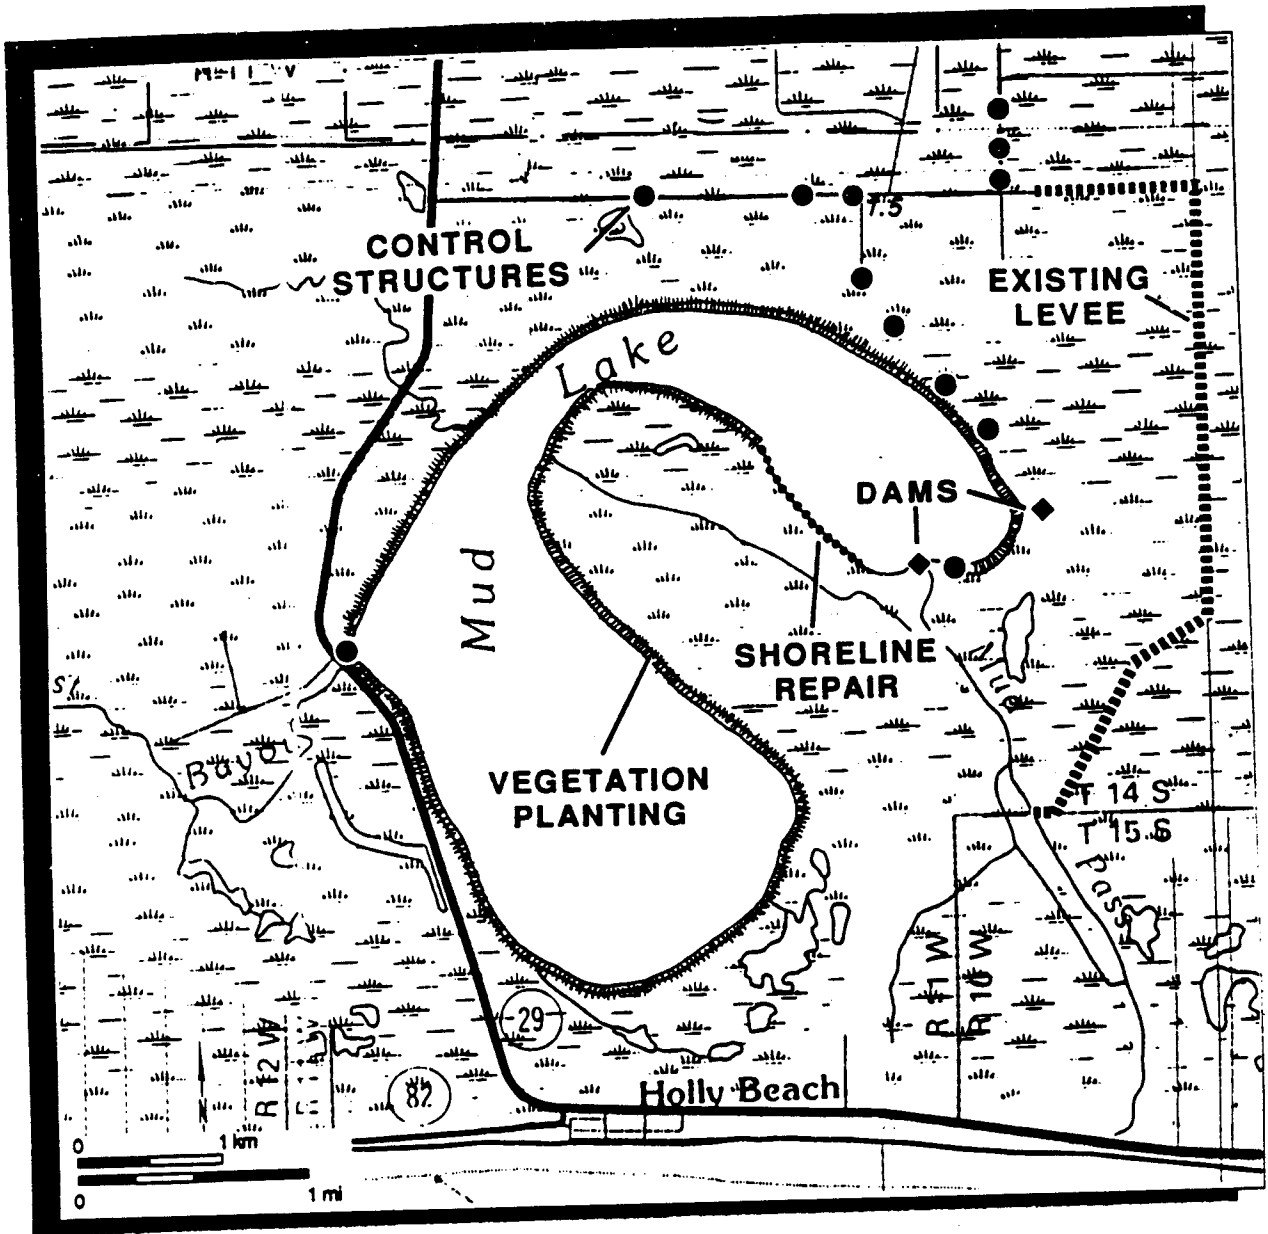 7.5
CONTROL
STRUCTURES
EXISTING
LEVEE
Lake
DAMS
Mud
SHORELINE
REPAIR
Bayou
VEGETATION
PLANTING
T 14 S
T 15 S
Pass
R 11 W
R 10 W
29
R 12 W
82
Holly Beach
N
0 1 km
0 1 mi